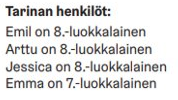 Tarinan henkilöt:
Emil on 8.-luokkalainen
Arttu on 8.-luokkalainen
Jessica on 8.-luokkalainen
Emma on 7.-luokkalainen